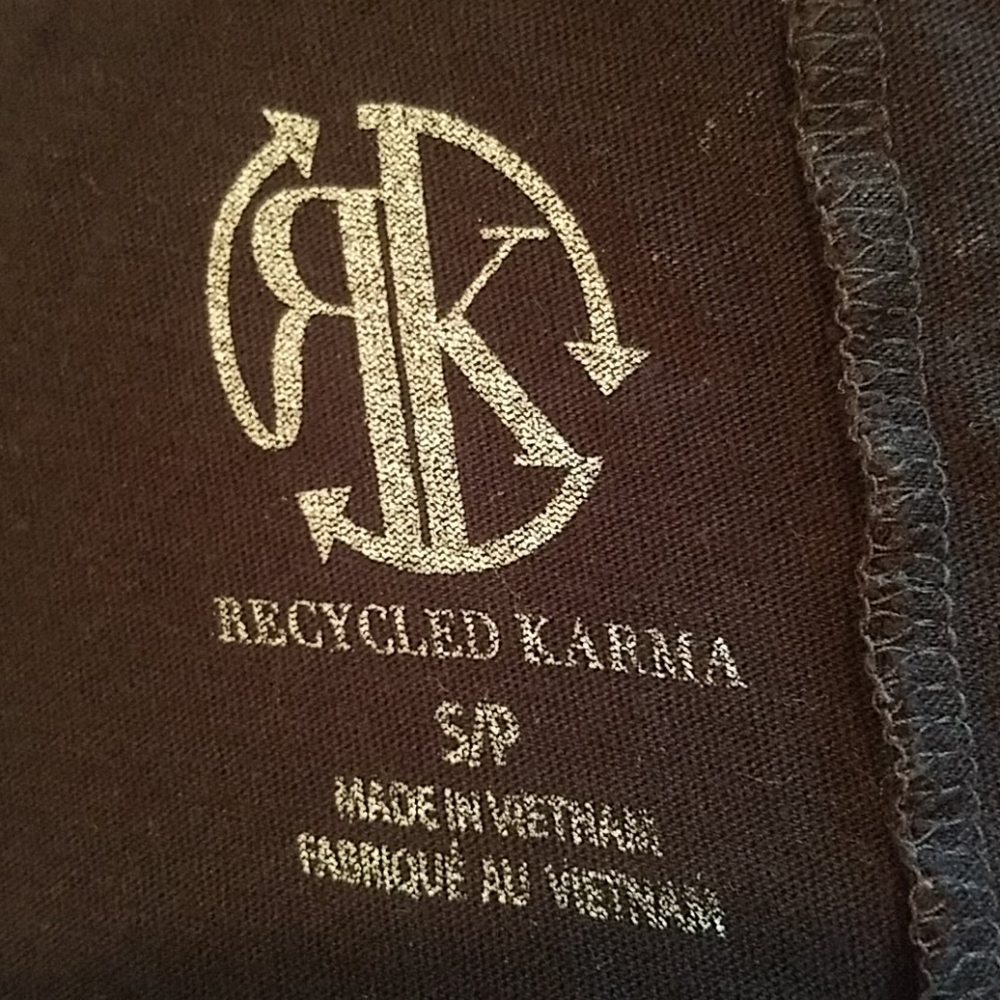 RK
RECYCLED KARMA
S/P
MADE IN VIETNAM
FABRIQUÉ AU VIETNAM